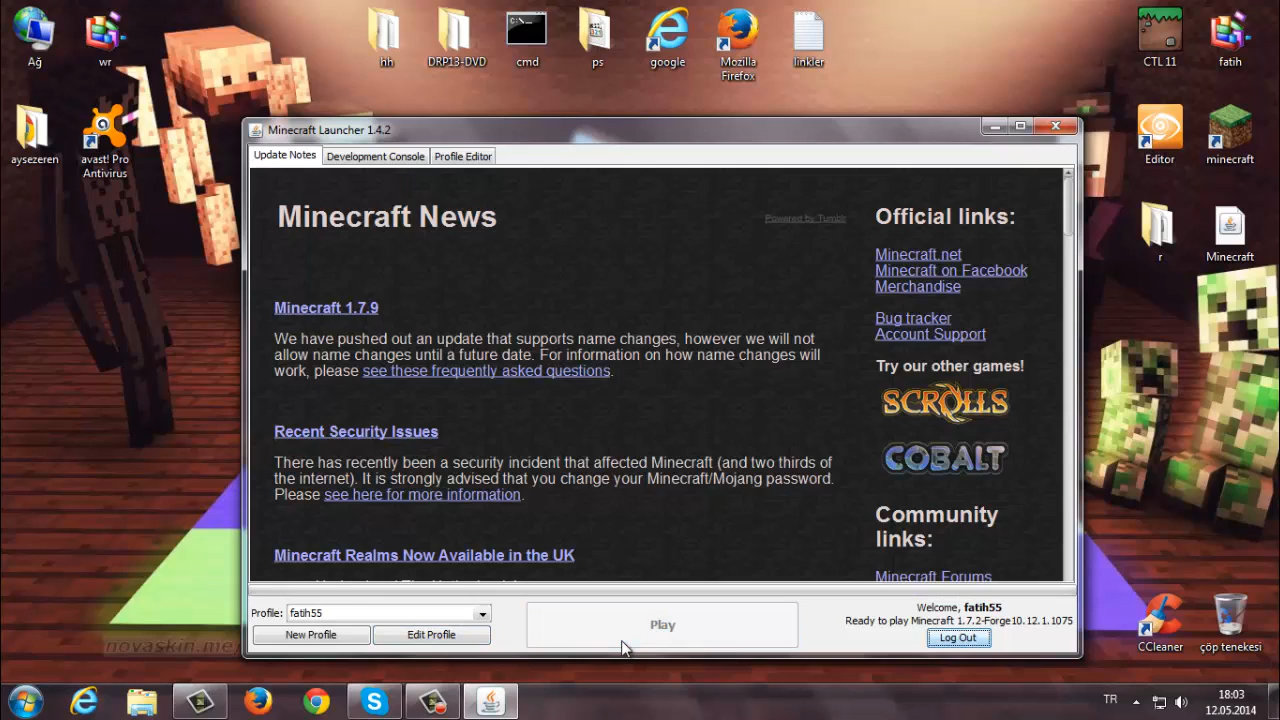 Ağ
wr
hh
DRP13-DVD
C:\_
cmd
ps
google
Mozilla
Firefox
linkler
CTL 11
fatih
aysezeren
avast! Pro
Antivirus
Editor
minecraft
r
Minecraft
Minecraft Launcher 1.4.2
Update Notes
Development Console
Profile Editor
Minecraft News
Powered by Tumblr
Official links:
Minecraft.net
Minecraft on Facebook
Merchandise
Bug tracker
Account Support
Try our other games!
SCROLLS
COBALT
Community
links:
Minecraft Forums
Minecraft 1.7.9
We have pushed out an update that supports name changes, however we will not
allow name changes until a future date. For information on how name changes will
work, please see these frequently asked questions.
Recent Security Issues
There has recently been a security incident that affected Minecraft (and two thirds of
the internet). It is strongly advised that you change your Minecraft/Mojang password.
Please see here for more information.
Minecraft Realms Now Available in the UK
Profile:
fatih55
New Profile
Edit Profile
Play
Welcome, fatih55
Ready to play Minecraft 1.7.2-Forge10.12.1.1075
Log Out
novaskin.me
CCleaner
çöp tenekesi
TR
18:03
12.05.2014